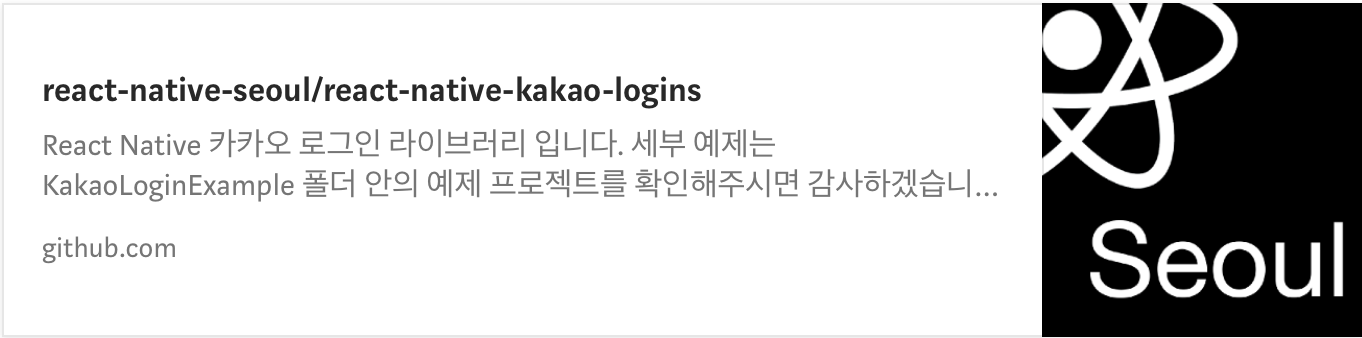 react-native-seoul/react-native-kakao-logins
React Native 카카오 로그인 라이브러리 입니다. 세부 예제는
KakaoLoginExample 폴더 안의 예제 프로젝트를 확인해주시면 감사하겠습니...
github.com
Seoul